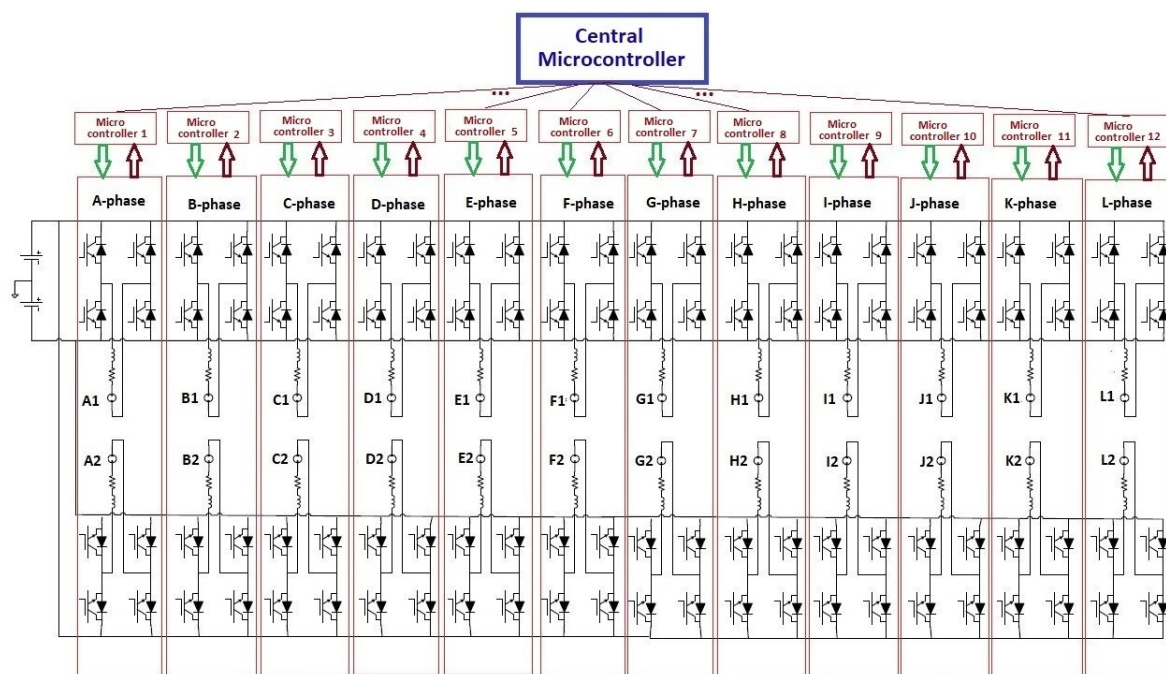 Central
Microcontroller
... ...
Micro
controller 1
Micro
controller 2
Micro
controller 3
Micro
controller 4
Micro
controller 5
Micro
controller 6
Micro
controller 7
Micro
controller 8
Micro
controller 9
Micro
controller 10
Micro
controller 11
Micro
controller 12
A-phase B-phase C-phase D-phase E-phase F-phase G-phase H-phase I-phase J-phase K-phase L-phase
A1 B1 C1 D1 E1 F1 G1 H1 I1 J1 K1 L1
A2 B2 C2 D2 E2 F2 G2 H2 I2 J2 K2 L2